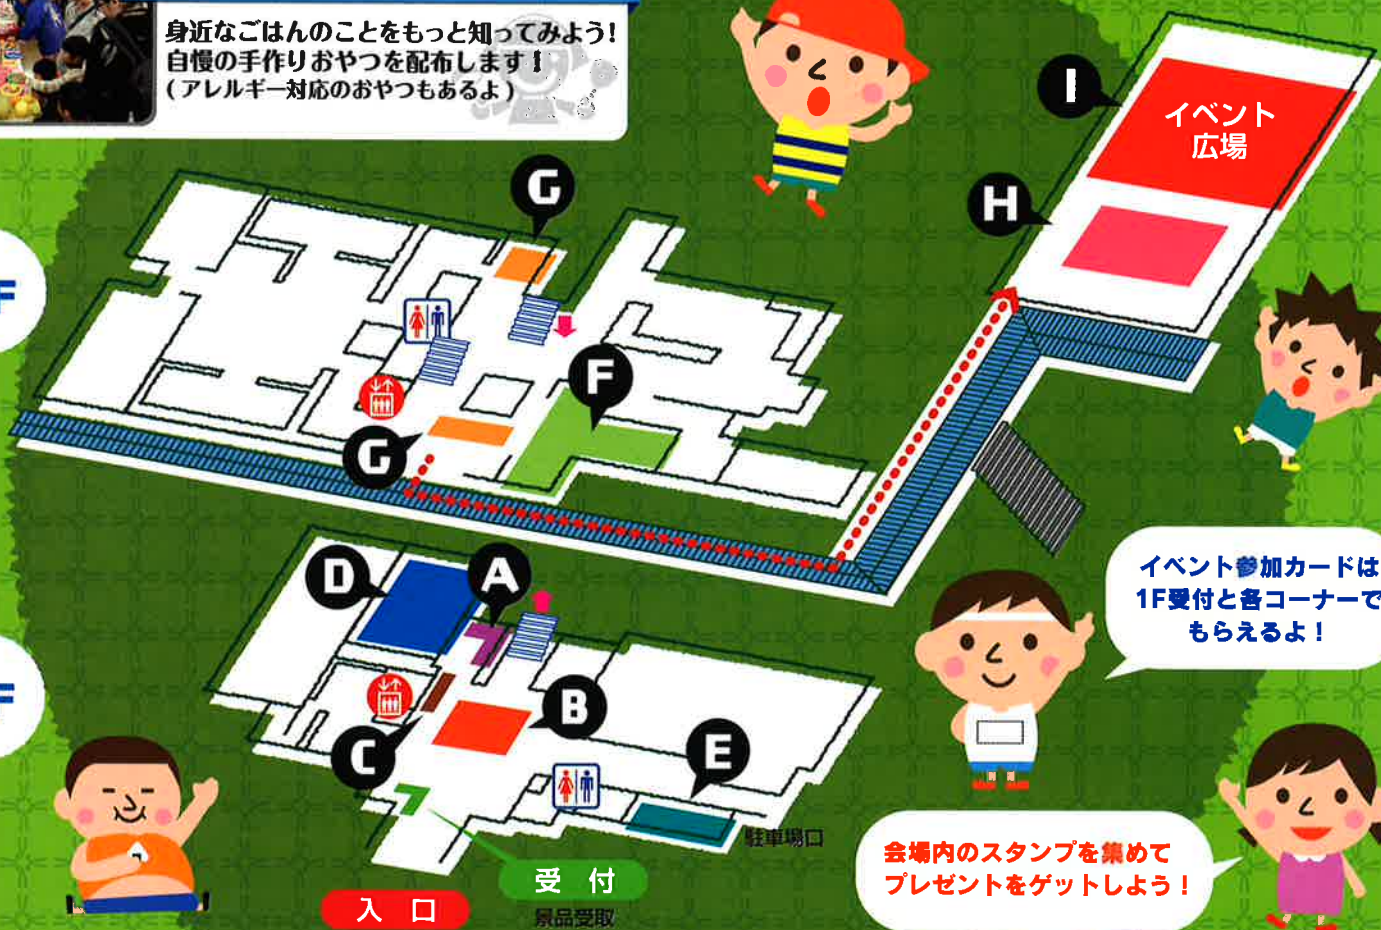 身近なごはんのことをもっと知ってみよう!
自慢の手作りおやつを配布します!
(アレルギー対応のおやつもあるよ)
I
イベント
広場
H
G
F
F
G
D
A
イベント参加カードは
1F受付と各コーナーで
もらえるよ!
F
B
C
E
駐車場口
会場内のスタンプを集めて
プレゼントをゲットしよう!
受 付
入 口
景品受取